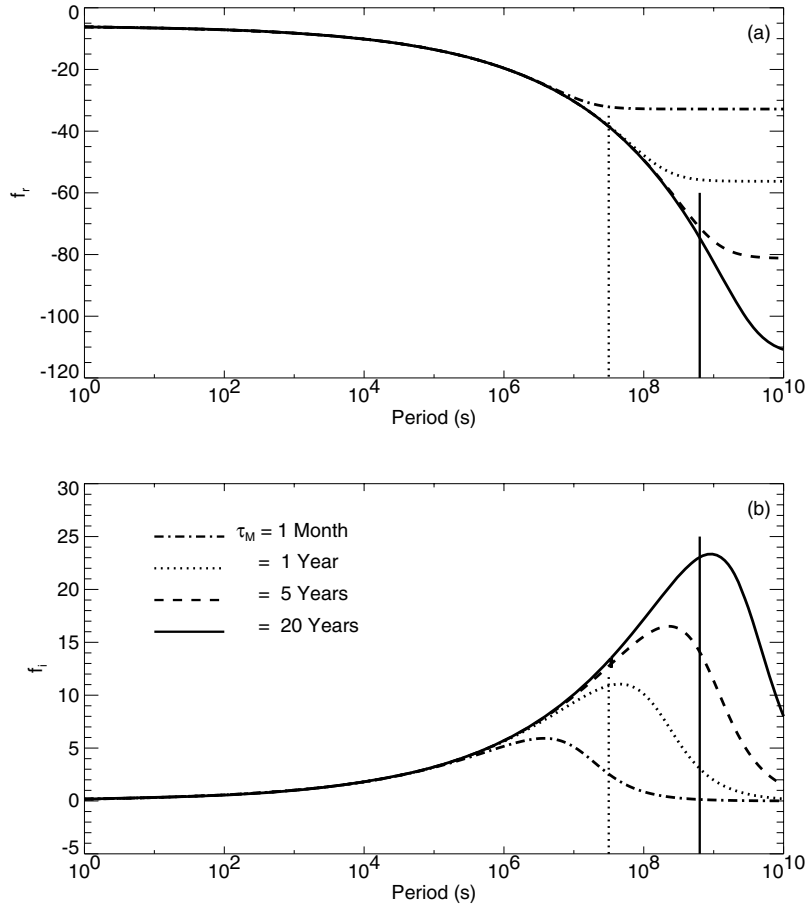 (a)
0
-20
-40
-60
-80
-100
-120
f_r
10^0 10^2 10^4 10^6 10^8 10^10
Period (s)
(b)
30
25
20
15
10
5
0
-5
f_i
τ_M = 1 Month
= 1 Year
= 5 Years
= 20 Years
10^0 10^2 10^4 10^6 10^8 10^10
Period (s)